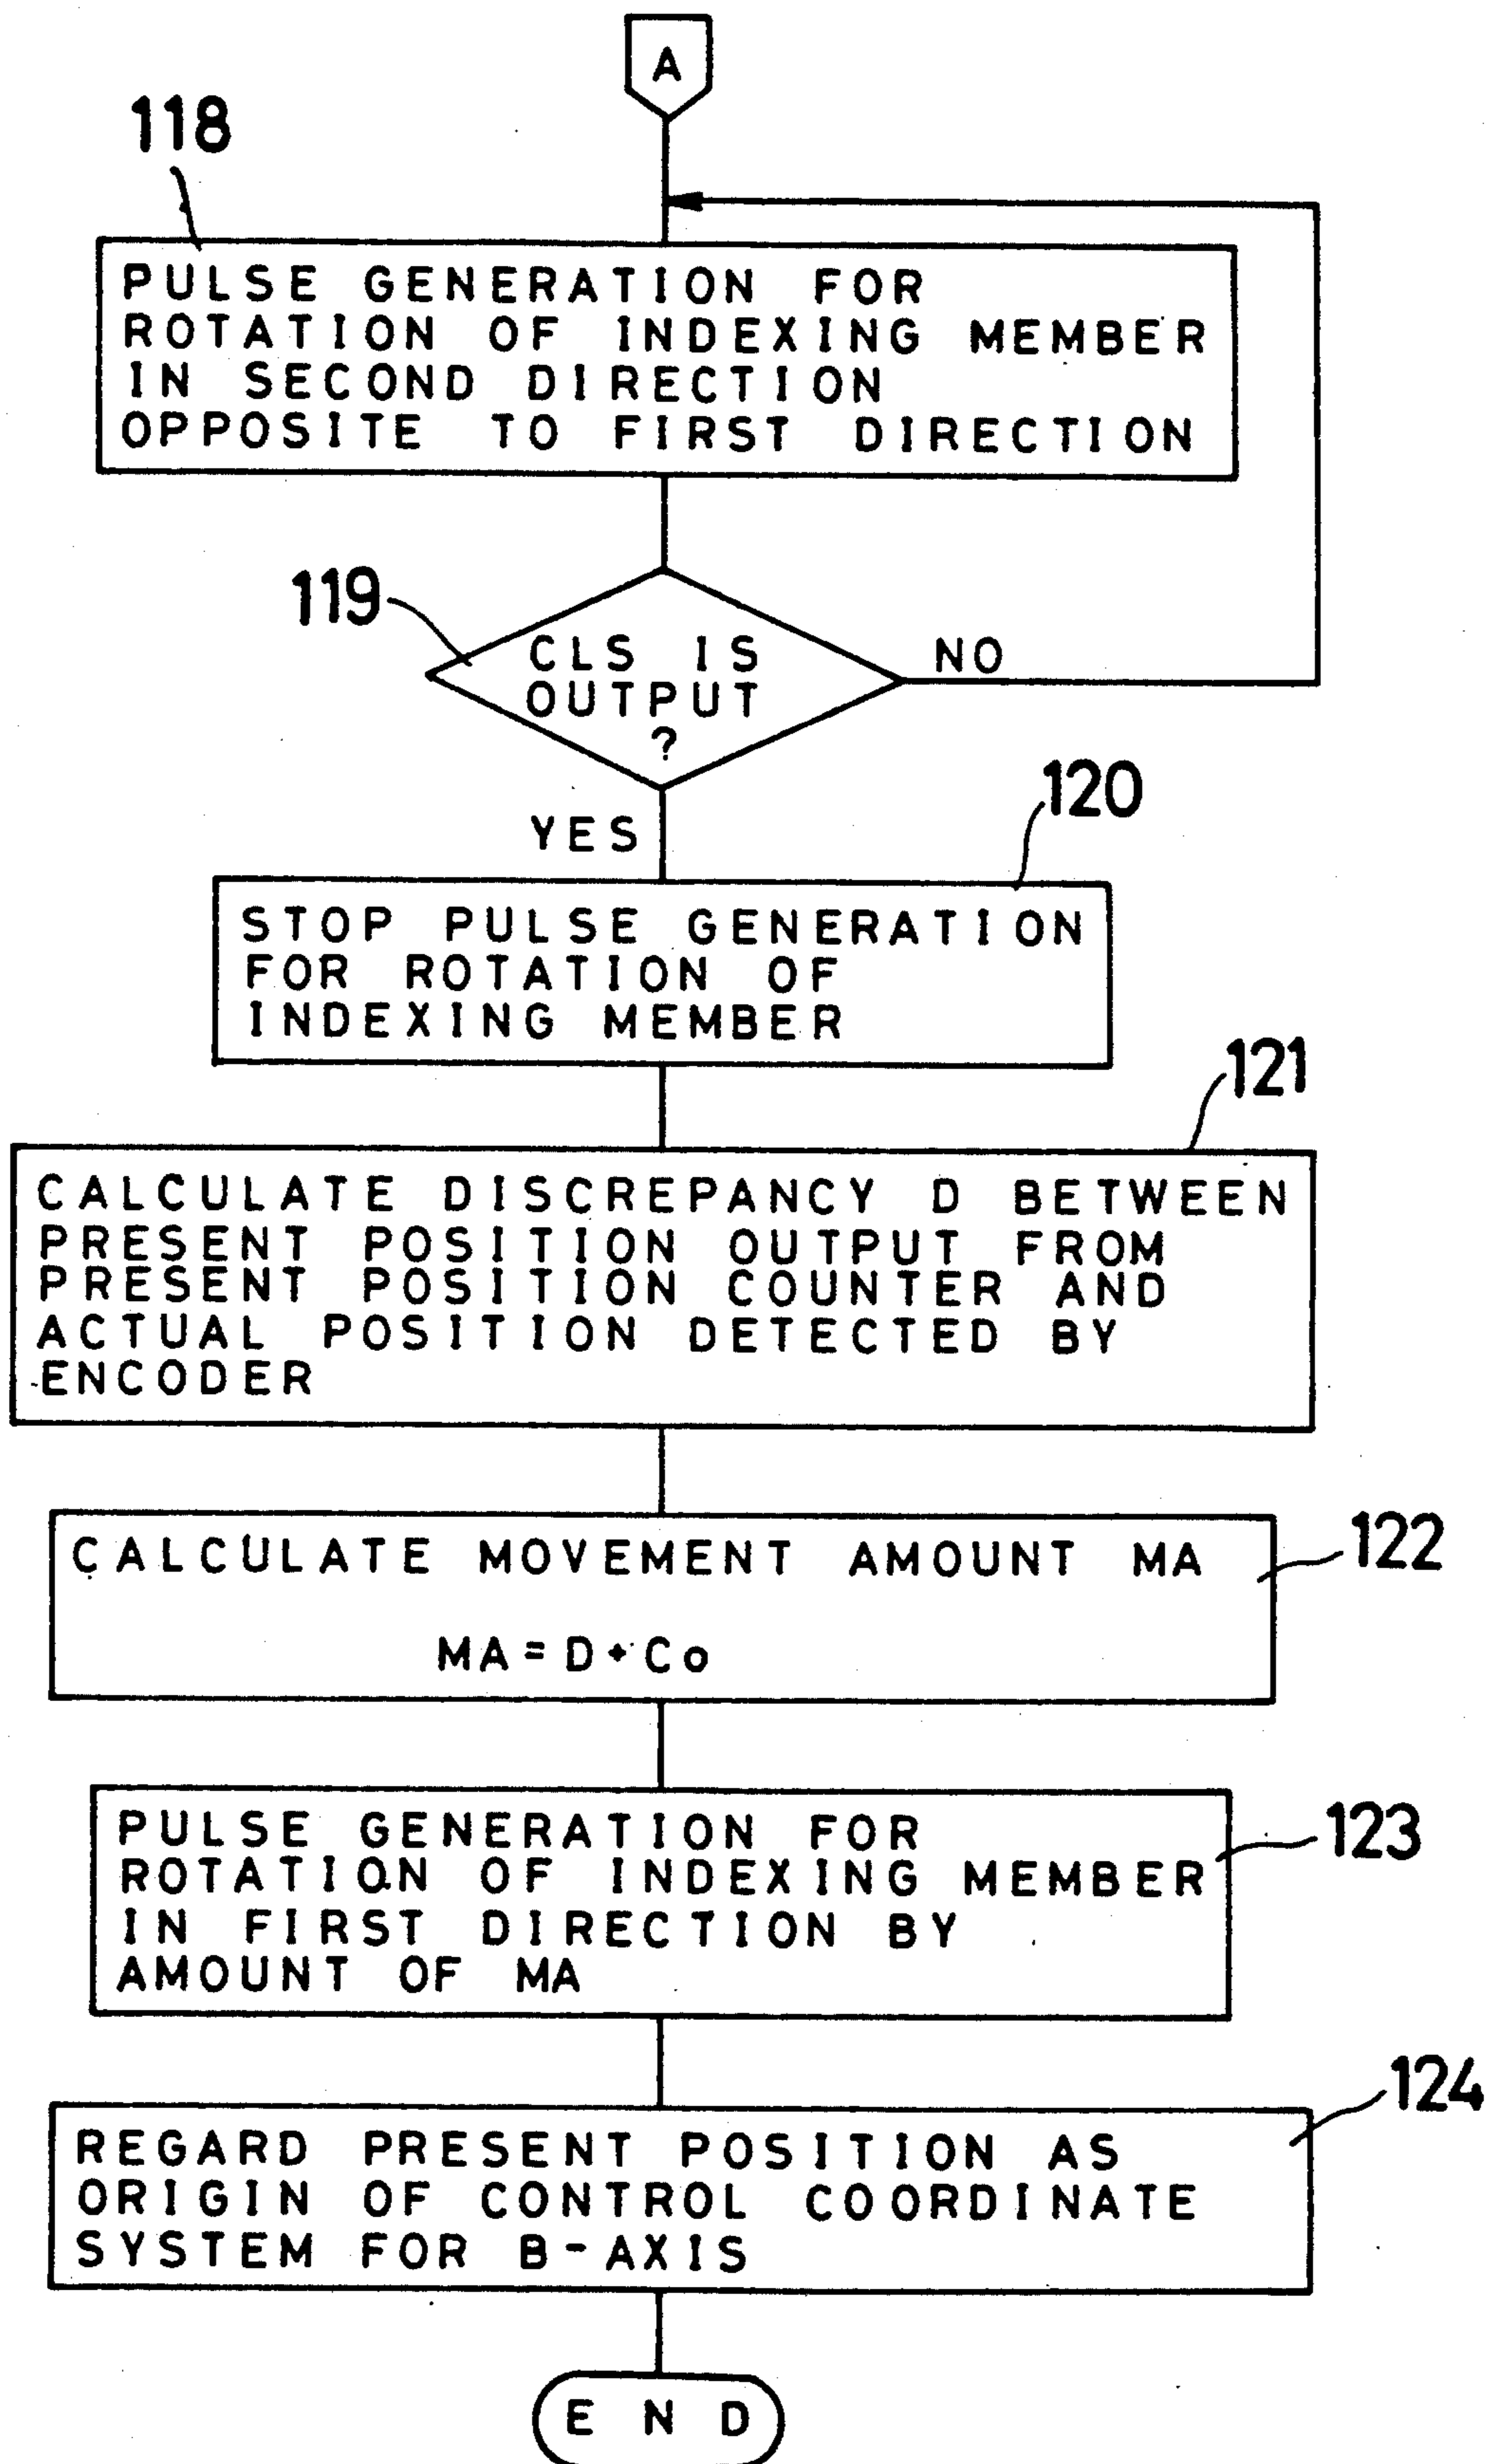 A
118
PULSE GENERATION FOR
ROTATION OF INDEXING MEMBER
IN SECOND DIRECTION
OPPOSITE TO FIRST DIRECTION
119
CLS IS
OUTPUT
?
NO
YES
120
STOP PULSE GENERATION
FOR ROTATION OF
INDEXING MEMBER
121
CALCULATE DISCREPANCY D BETWEEN
PRESENT POSITION OUTPUT FROM
PRESENT POSITION COUNTER AND
ACTUAL POSITION DETECTED BY
ENCODER
122
CALCULATE MOVEMENT AMOUNT MA
MA = D + Co
123
PULSE GENERATION FOR
ROTATION OF INDEXING MEMBER
IN FIRST DIRECTION BY
AMOUNT OF MA
124
REGARD PRESENT POSITION AS
ORIGIN OF CONTROL COORDINATE
SYSTEM FOR B-AXIS
END